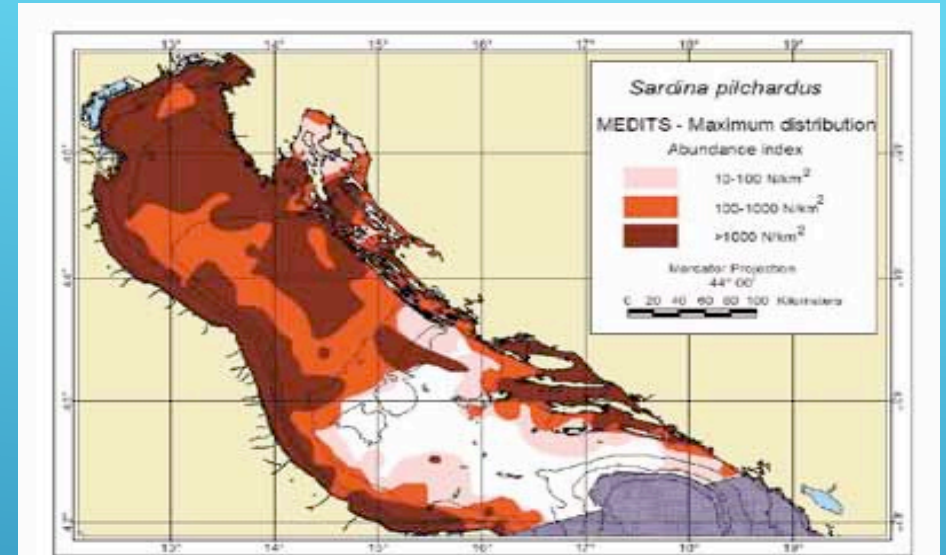 13° 14° 15° 16° 17° 18° 19°
Sardina pilchardus
MEDITS - Maximum distribution
Abundance index
10-100 N/km2
100-1000 N/km2
>1000 N/km2
Mercator Projection
44° 00'
0 20 40 60 80 100 Kilometers
13° 14° 15° 16° 17° 18° 19°